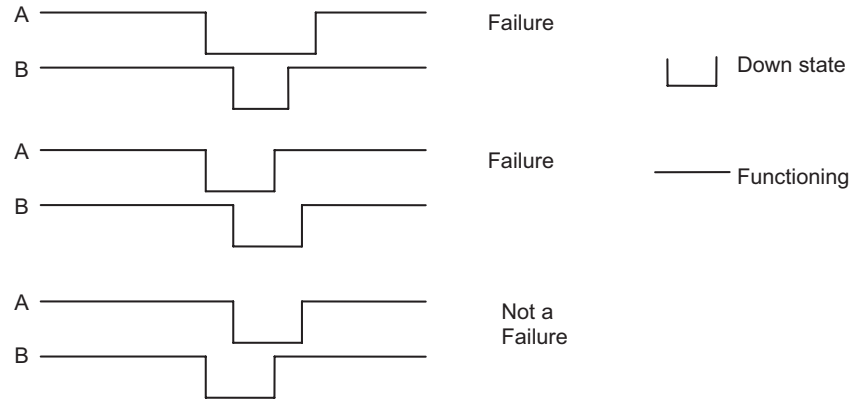 A
Failure
B
Down state
A
Failure
Functioning
B
A
Not a
Failure
B